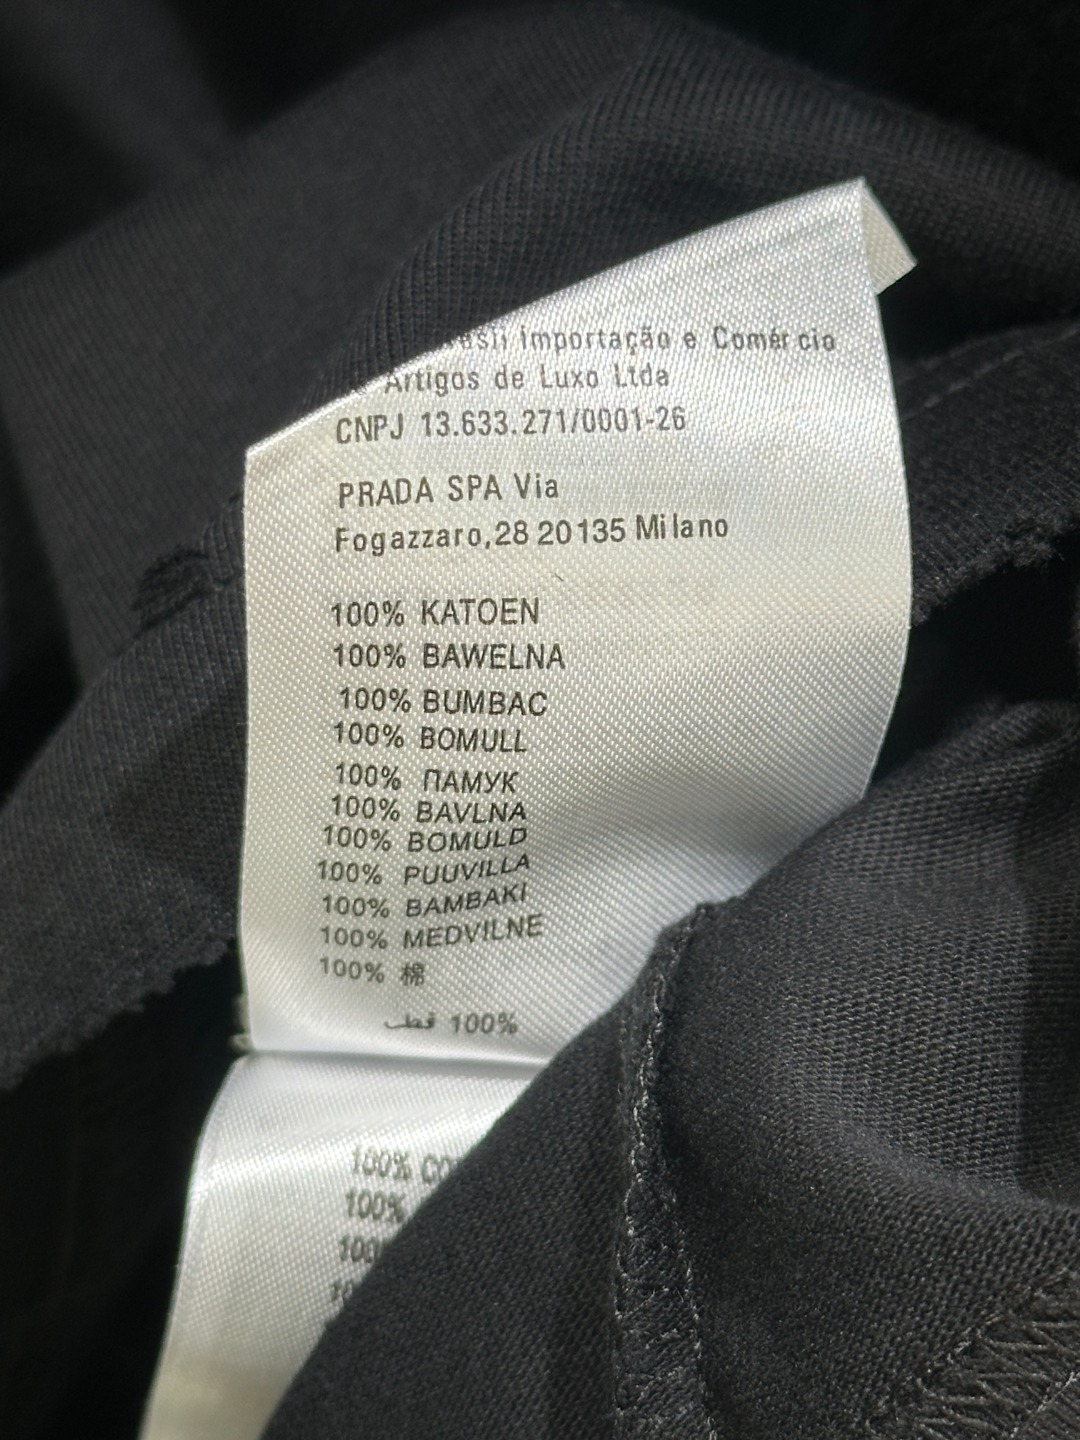 Importação e Comércio
Artigos de Luxo Ltda
CNPJ 13.633.271/0001-26
PRADA SPA Via
Fogazzaro,28 20135 Milano
100% KATOEN
100% BAWELNA
100% BUMBAC
100% BOMULL
100% ПАМУК
100% BAVLNA
100% BOMULD
100% PUUVILLA
100% BAMBAKI
100% MEDVILNE
100% 棉
100% قطن
100%
100%